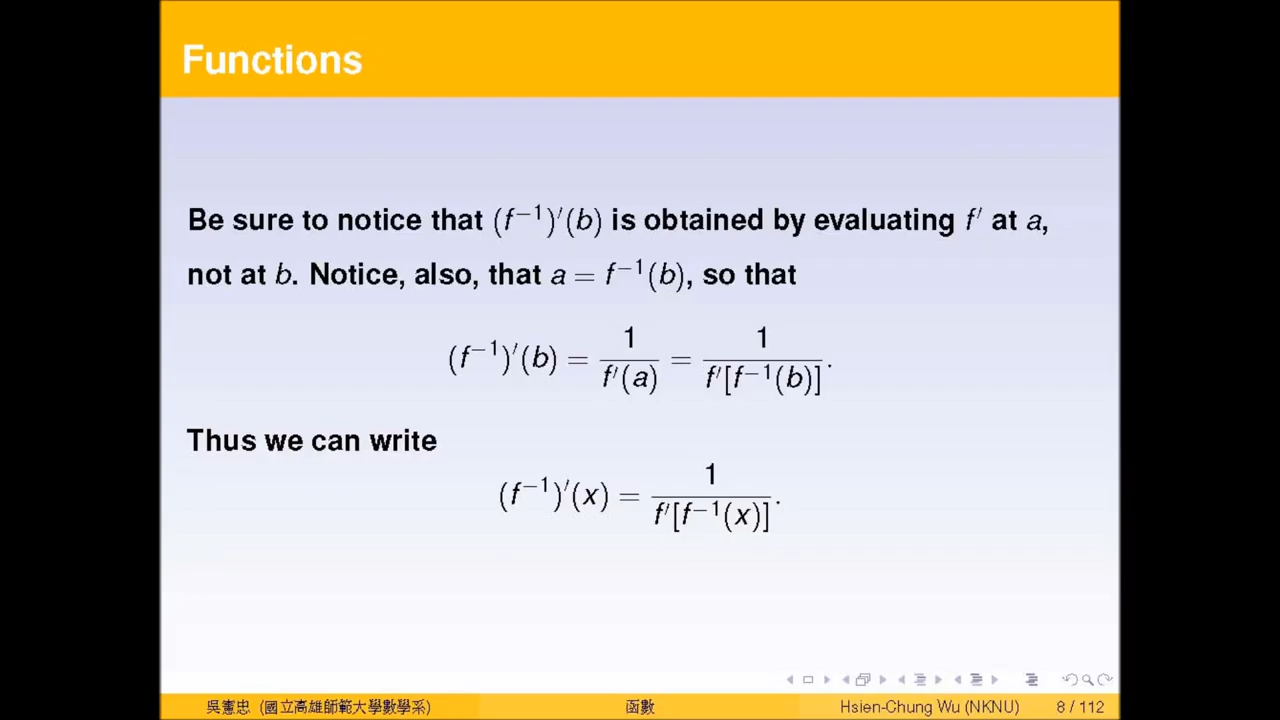 Functions
Be sure to notice that (f⁻¹)′(b) is obtained by evaluating f′ at a,
not at b. Notice, also, that a = f⁻¹(b), so that
(f⁻¹)′(b) = 1/f′(a) = 1/f′[f⁻¹(b)].
Thus we can write
(f⁻¹)′(x) = 1/f′[f⁻¹(x)].
吳憲忠 (國立高雄師範大學數學系) 函數 Hsien-Chung Wu (NKNU) 8 / 112